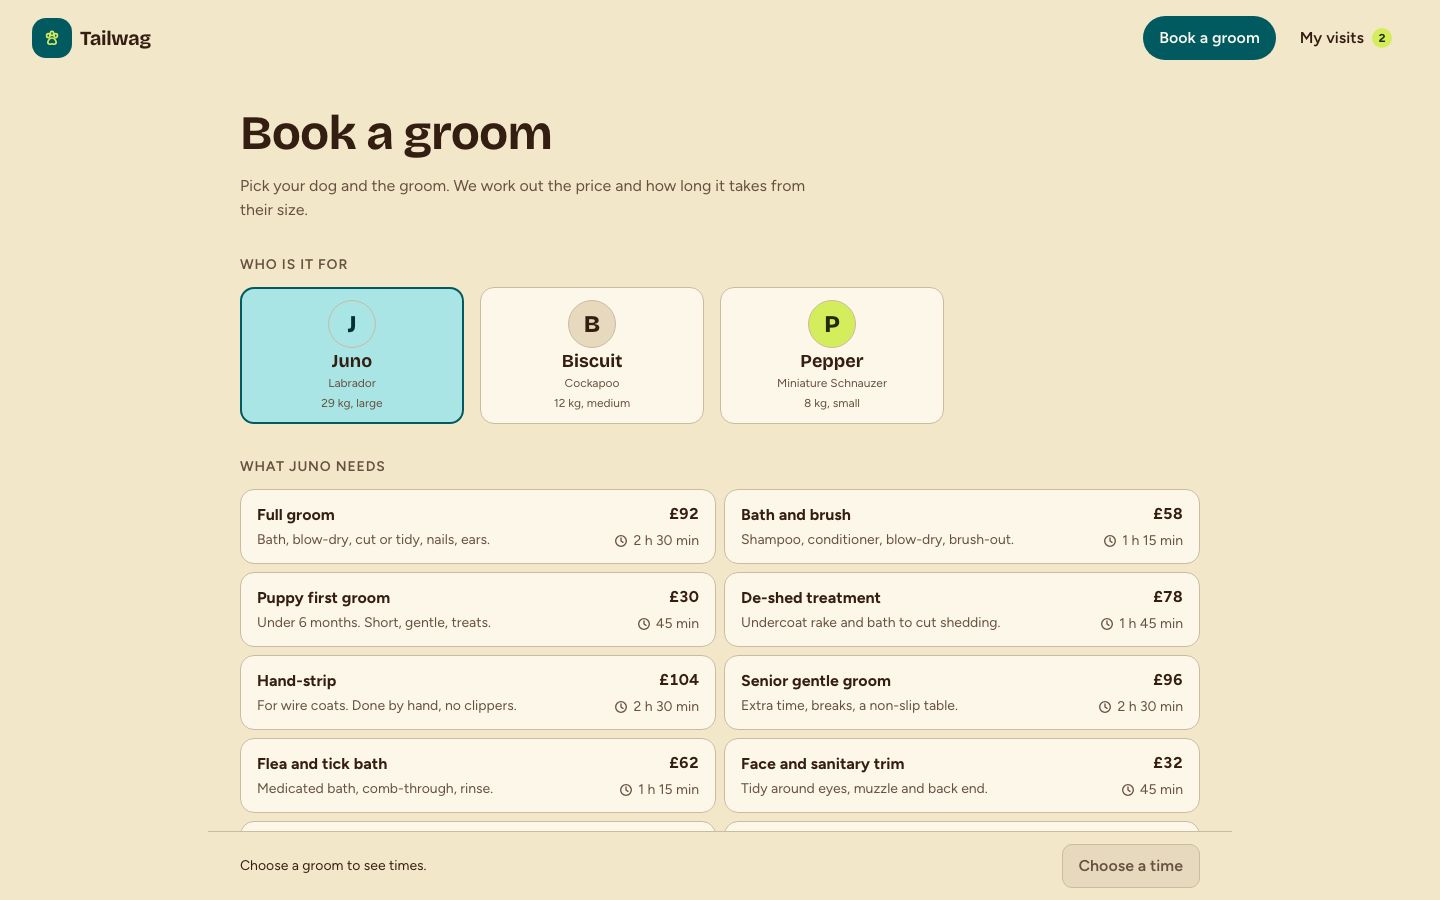 Tailwag
Book a groom
My visits 2
Book a groom
Pick your dog and the groom. We work out the price and how long it takes from
their size.
WHO IS IT FOR
J
Juno
Labrador
29 kg, large
B
Biscuit
Cockapoo
12 kg, medium
P
Pepper
Miniature Schnauzer
8 kg, small
WHAT JUNO NEEDS
Full groom
£92
Bath, blow-dry, cut or tidy, nails, ears.
2 h 30 min
Bath and brush
£58
Shampoo, conditioner, blow-dry, brush-out.
1 h 15 min
Puppy first groom
£30
Under 6 months. Short, gentle, treats.
45 min
De-shed treatment
£78
Undercoat rake and bath to cut shedding.
1 h 45 min
Hand-strip
£104
For wire coats. Done by hand, no clippers.
2 h 30 min
Senior gentle groom
£96
Extra time, breaks, a non-slip table.
2 h 30 min
Flea and tick bath
£62
Medicated bath, comb-through, rinse.
1 h 15 min
Face and sanitary trim
£32
Tidy around eyes, muzzle and back end.
45 min
Choose a groom to see times.
Choose a time